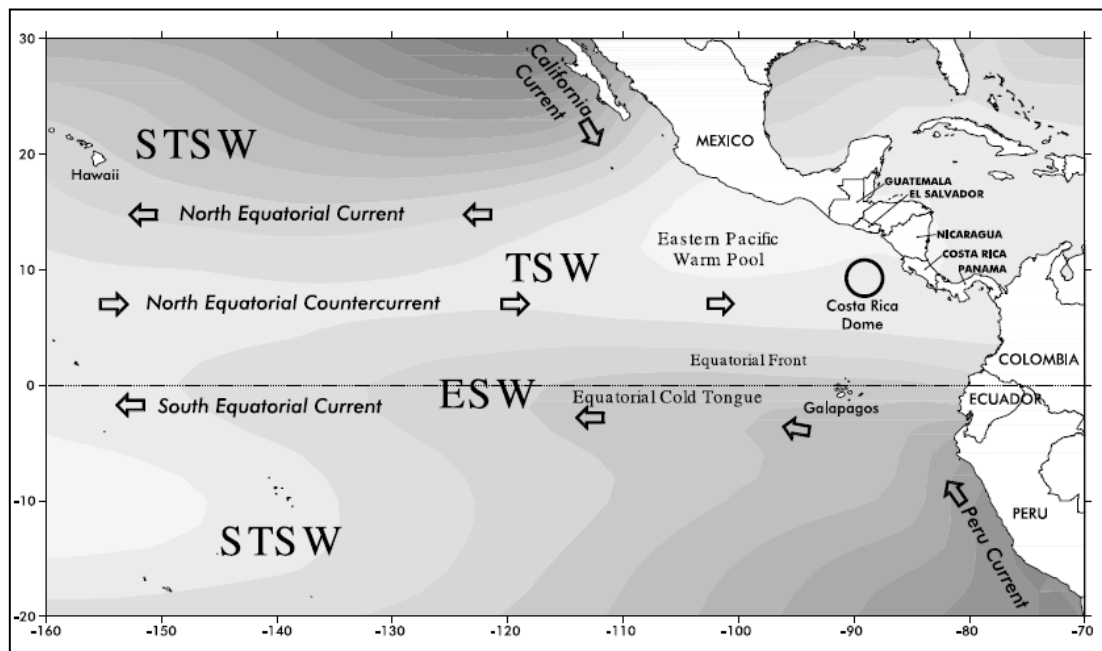 30
20
10
0
-10
-20
-160
-150
-140
-130
-120
-110
-100
-90
-80
-70
California
Current
STSW
Hawaii
MEXICO
GUATEMALA
EL SALVADOR
NICARAGUA
COSTA RICA
PANAMA
North Equatorial Current
Eastern Pacific
Warm Pool
TSW
North Equatorial Countercurrent
Costa Rica
Dome
Equatorial Front
COLOMBIA
ESW
Equatorial Cold Tongue
ECUADOR
South Equatorial Current
Galapagos
PERU
Peru Current
STSW